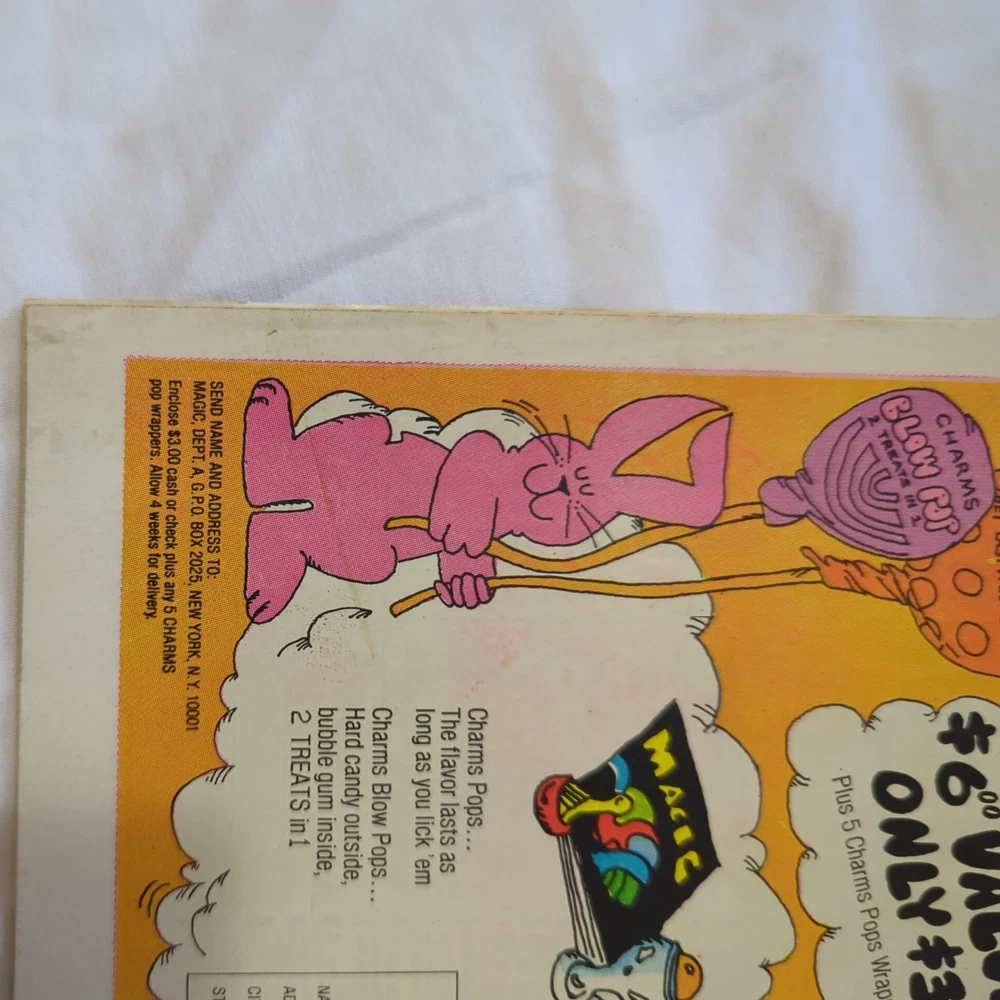 CHARMS
BLOW POP
2 TREATS IN 1
$6.00
ONLY
Plus 5 Charms Pops
MAGIC
Charms Pops...
The flavor lasts as
long as you lick 'em
Charms Blow Pops...
Hard candy outside,
bubble gum inside,
2 TREATS in 1
SEND NAME AND ADDRESS TO:
MAGIC, DEPT. A, G.P.O. BOX 2025, NEW YORK, N.Y. 10001
Enclose $3.00 cash or check plus any 5 CHARMS
pop wrappers. Allow 4 weeks for delivery.